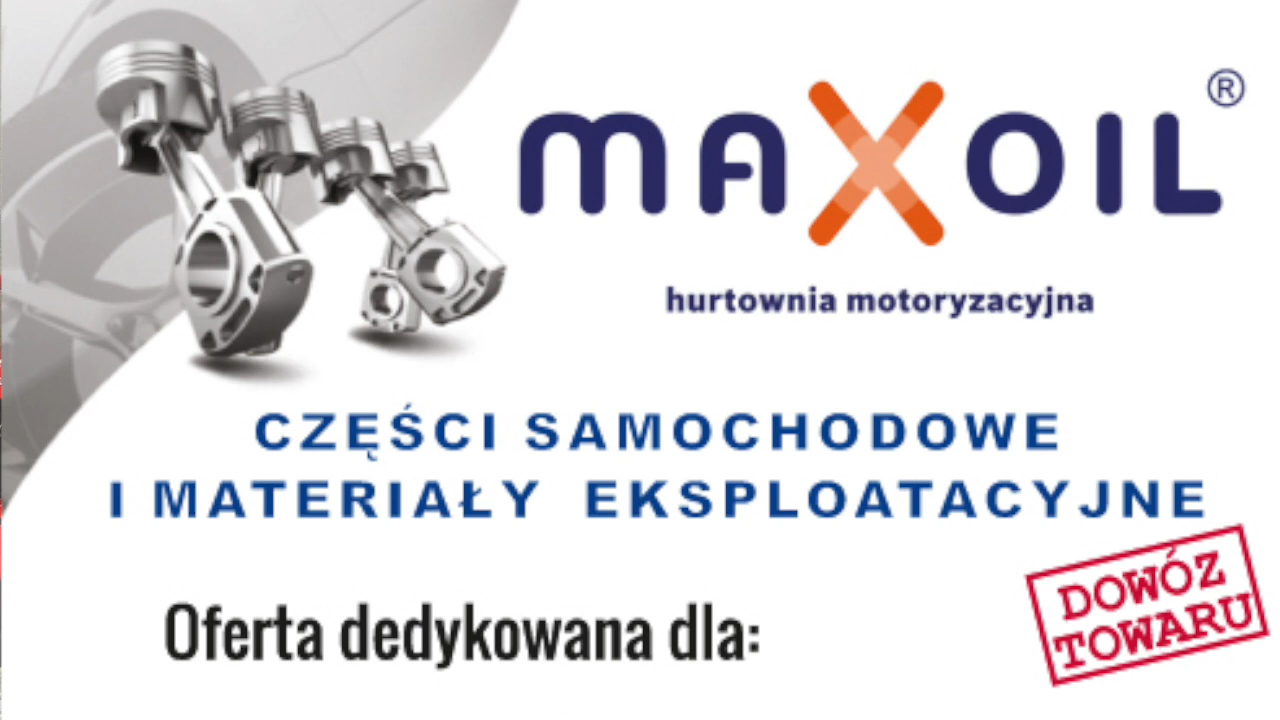 maXOIL®
hurtownia motoryzacyjna
CZĘŚCI SAMOCHODOWE
I MATERIAŁY EKSPLOATACYJNE
Oferta dedykowana dla:
DOWÓZ
TOWARU